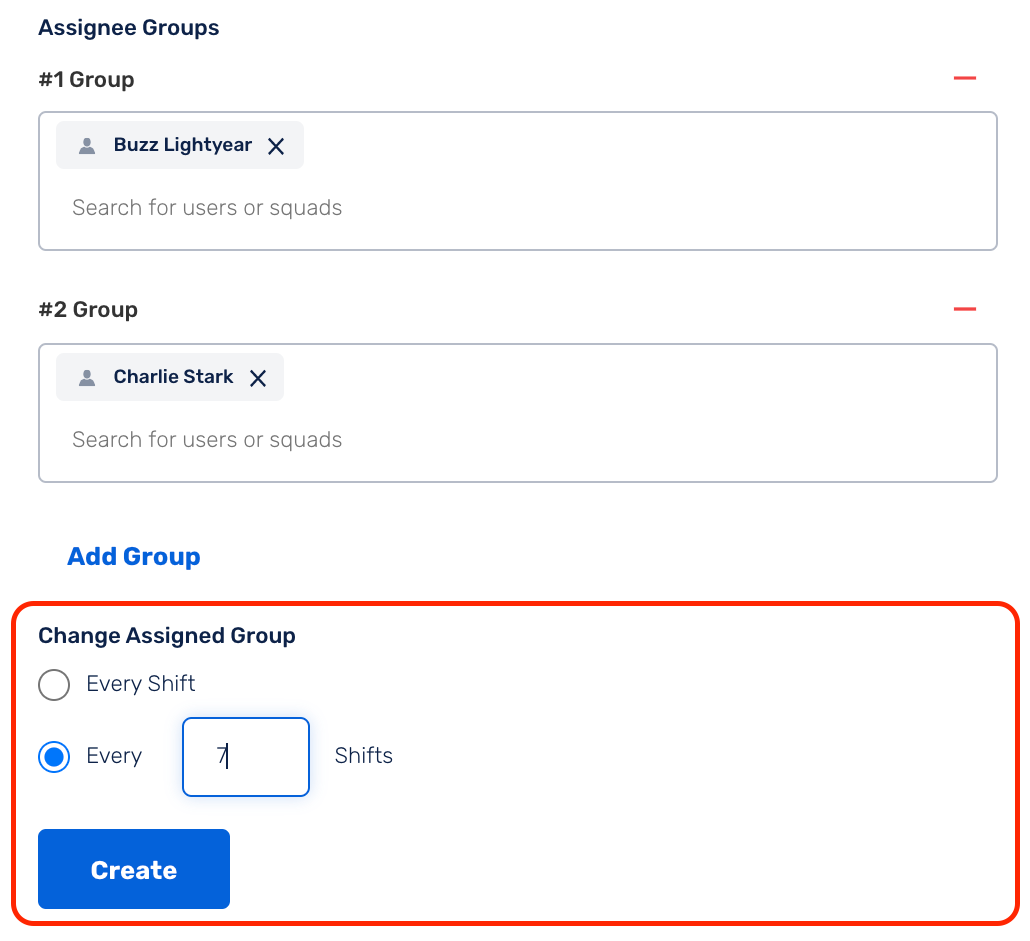 Assignee Groups
#1 Group
Buzz Lightyear
Search for users or squads
#2 Group
Charlie Stark
Search for users or squads
Add Group
Change Assigned Group
Every Shift
Every 7 Shifts
Create